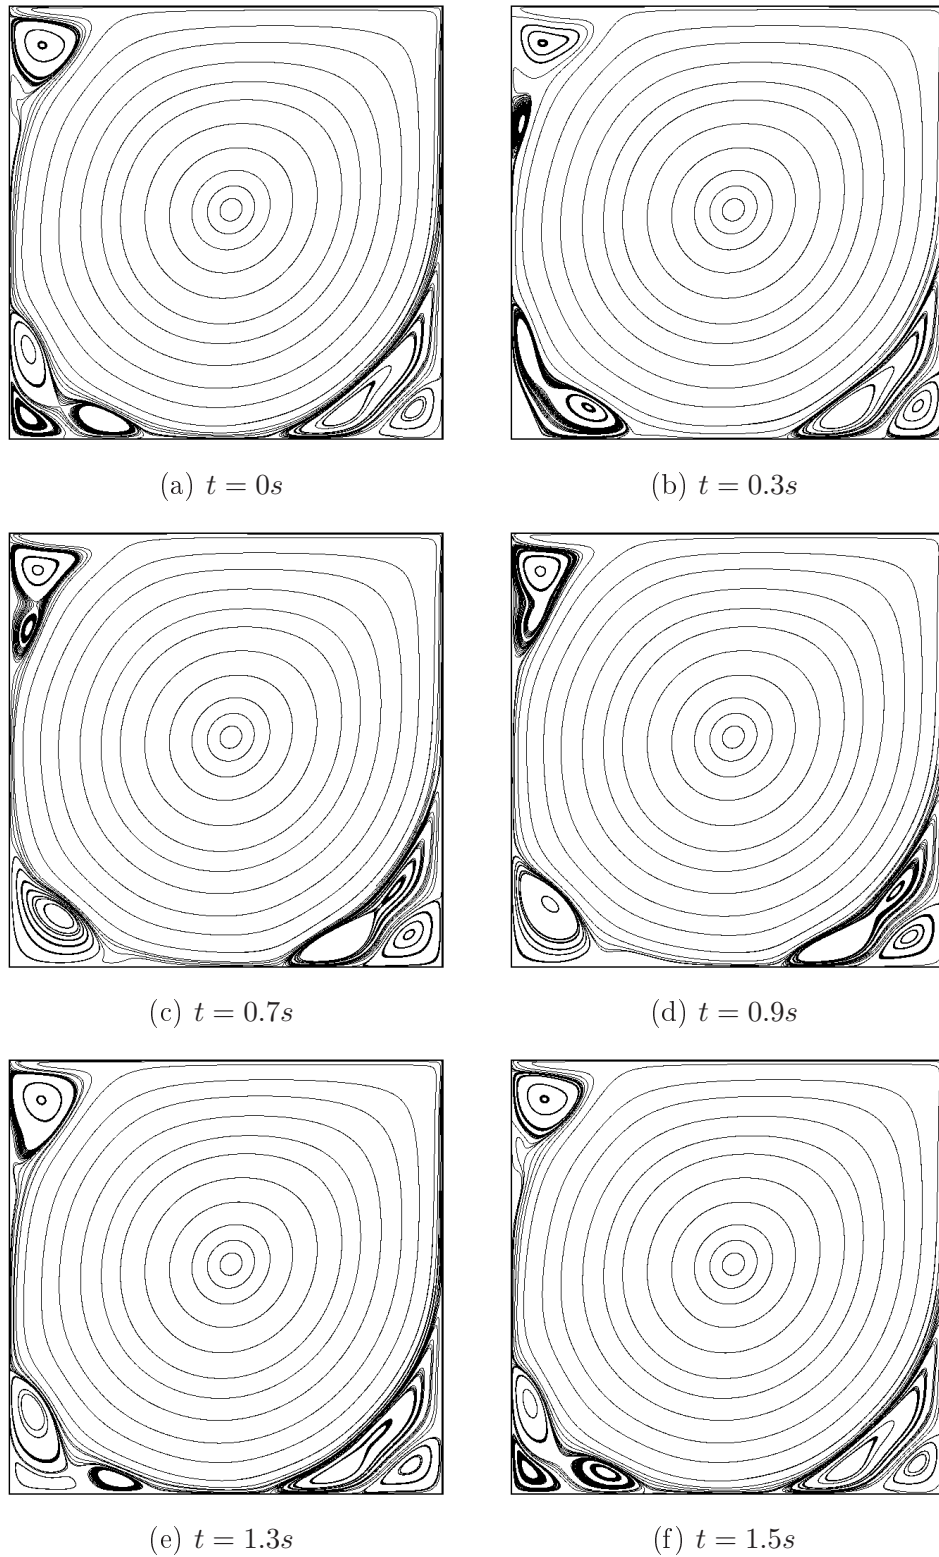 (a) t = 0s
(b) t = 0.3s
(c) t = 0.7s
(d) t = 0.9s
(e) t = 1.3s
(f) t = 1.5s